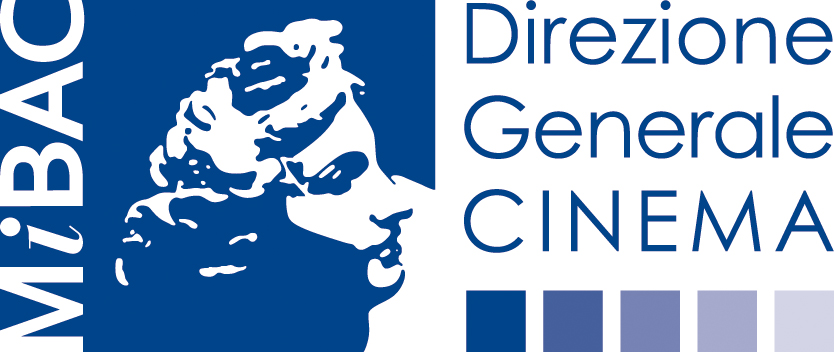 MiBAC
Direzione
Generale
CINEMA